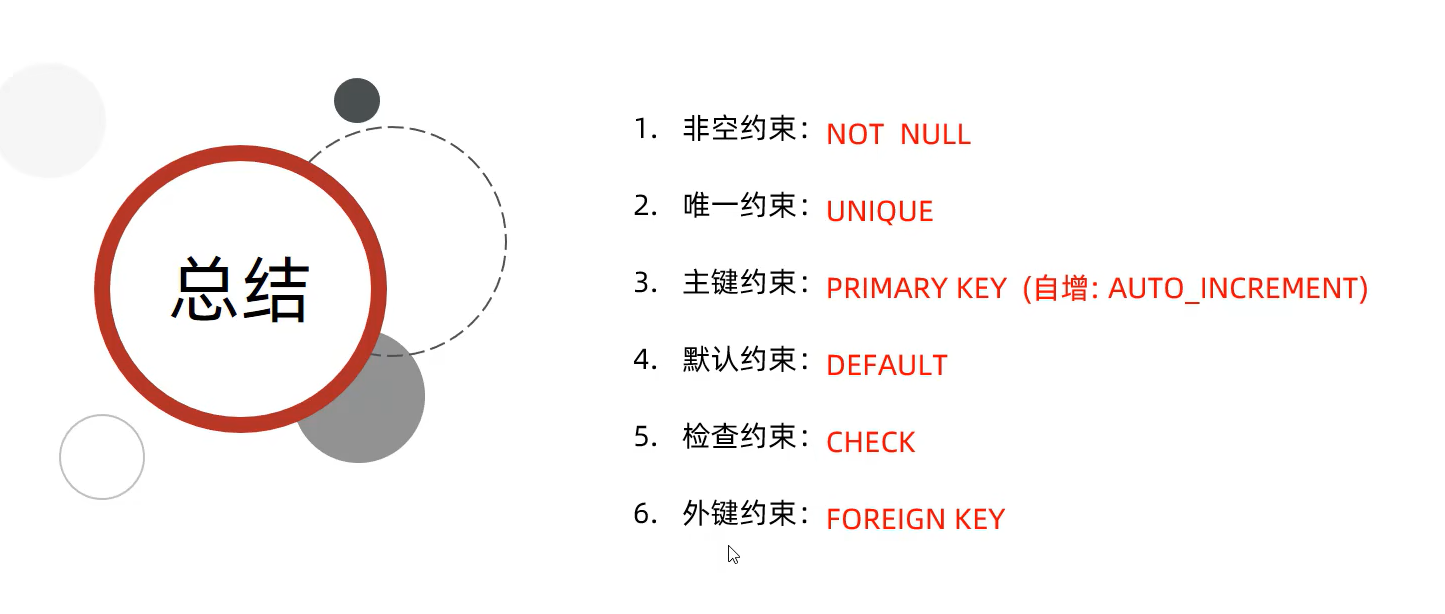 总结
1. 非空约束：NOT NULL
2. 唯一约束：UNIQUE
3. 主键约束：PRIMARY KEY (自增: AUTO_INCREMENT)
4. 默认约束：DEFAULT
5. 检查约束：CHECK
6. 外键约束：FOREIGN KEY